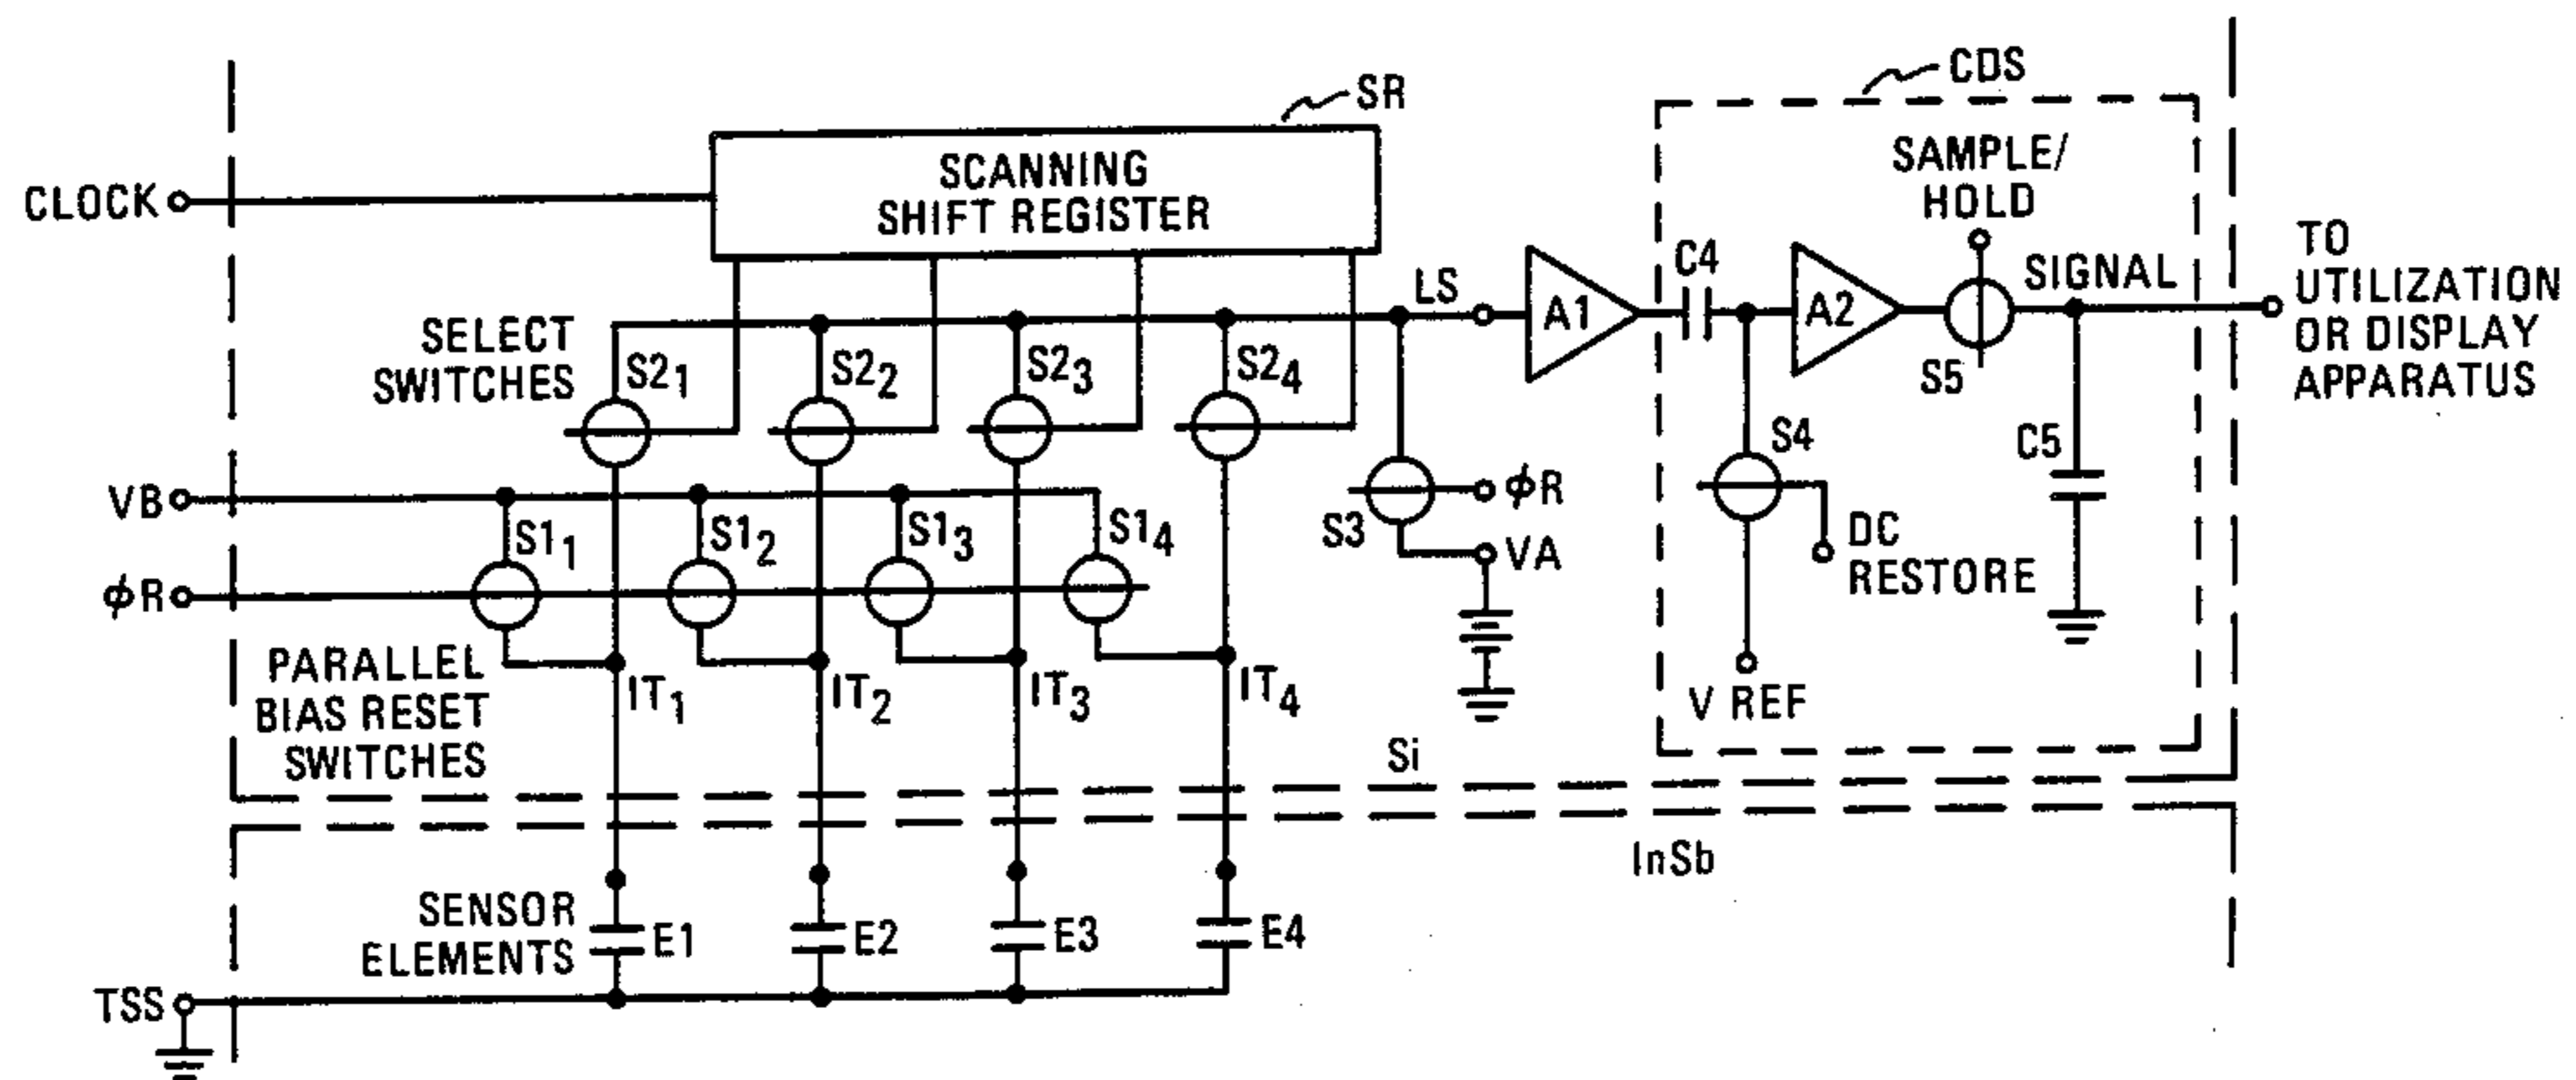 CDS
SR
SCANNING
SHIFT REGISTER
CLOCK
SAMPLE/
HOLD
C4
LS
A1
A2
SIGNAL
S5
TO
UTILIZATION
OR DISPLAY
APPARATUS
SELECT
SWITCHES
S2₁
S2₂
S2₃
S2₄
S4
C5
VB
S1₁
S1₂
S1₃
S1₄
S3
ϕR
VA
DC
RESTORE
ϕR
PARALLEL
BIAS RESET
SWITCHES
IT₁
IT₂
IT₃
IT₄
V REF
Si
InSb
SENSOR
ELEMENTS
E1
E2
E3
E4
TSS